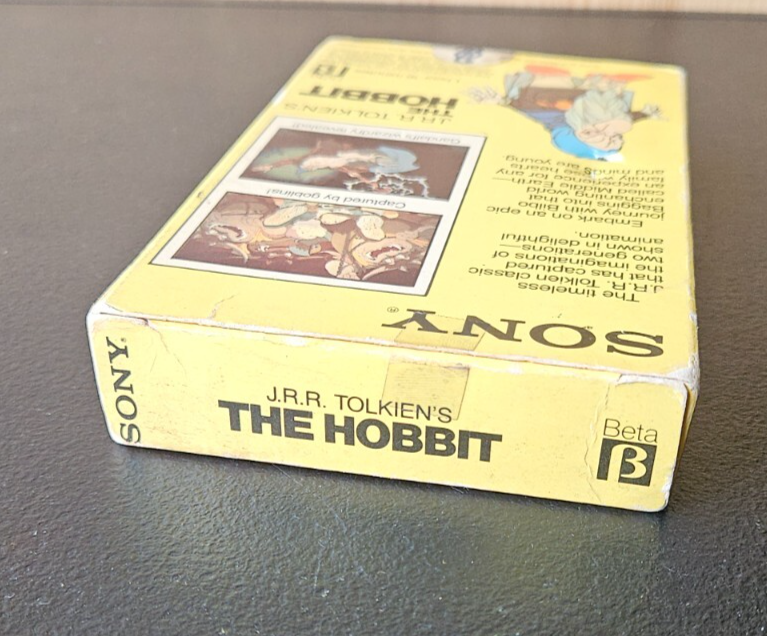 SONY®
The timeless
J.R.R. Tolkien classic
that has captured
the imaginations of
two generations—
shown in delightful
animation.
Embark on an epic
journey with Bilbo
Baggins into that
enchanting world
called Middle Earth—
an experience for any
family whose hearts
and minds are young.
Captured by goblins!
Gandalf's wizardry revealed!
J.R.R. TOLKIEN'S
THE
HOBBIT
SONY®
J.R.R. TOLKIEN'S
THE HOBBIT
Beta
β